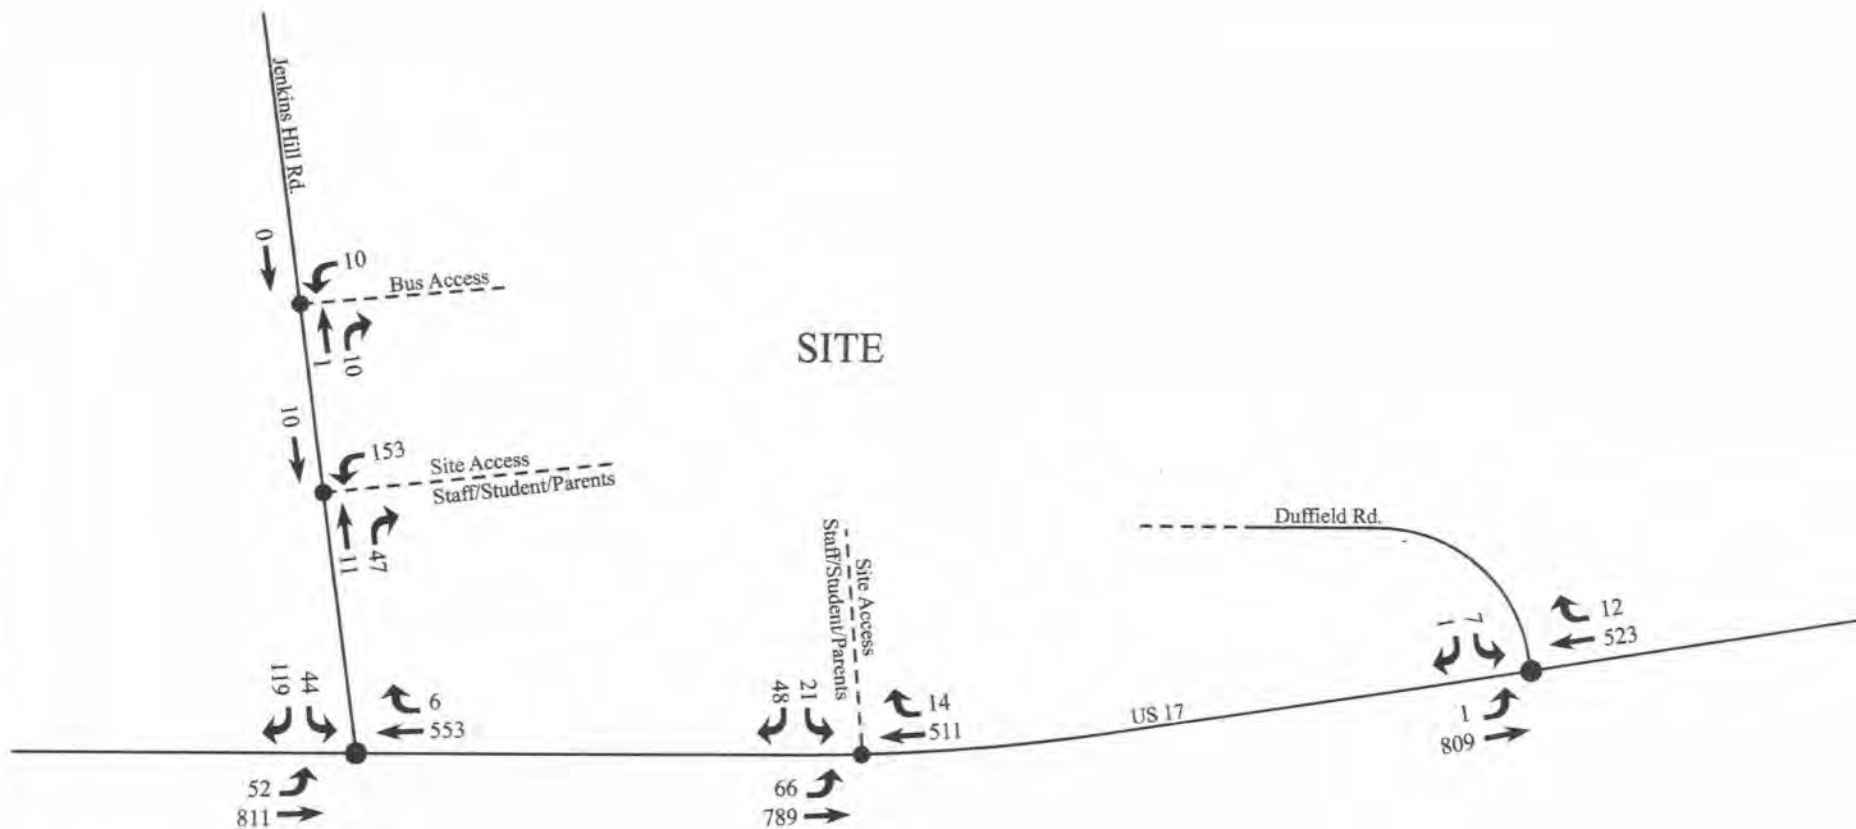 Jenkins Hill Rd.
0
10
Bus Access
1
10
SITE
10
153
Site Access
Staff/Student/Parents
11
47
Duffield Rd.
Site Access
Staff/Student/Parents
12
523
1
7
119
44
6
553
48
21
14
511
US 17
1
809
52
811
66
789